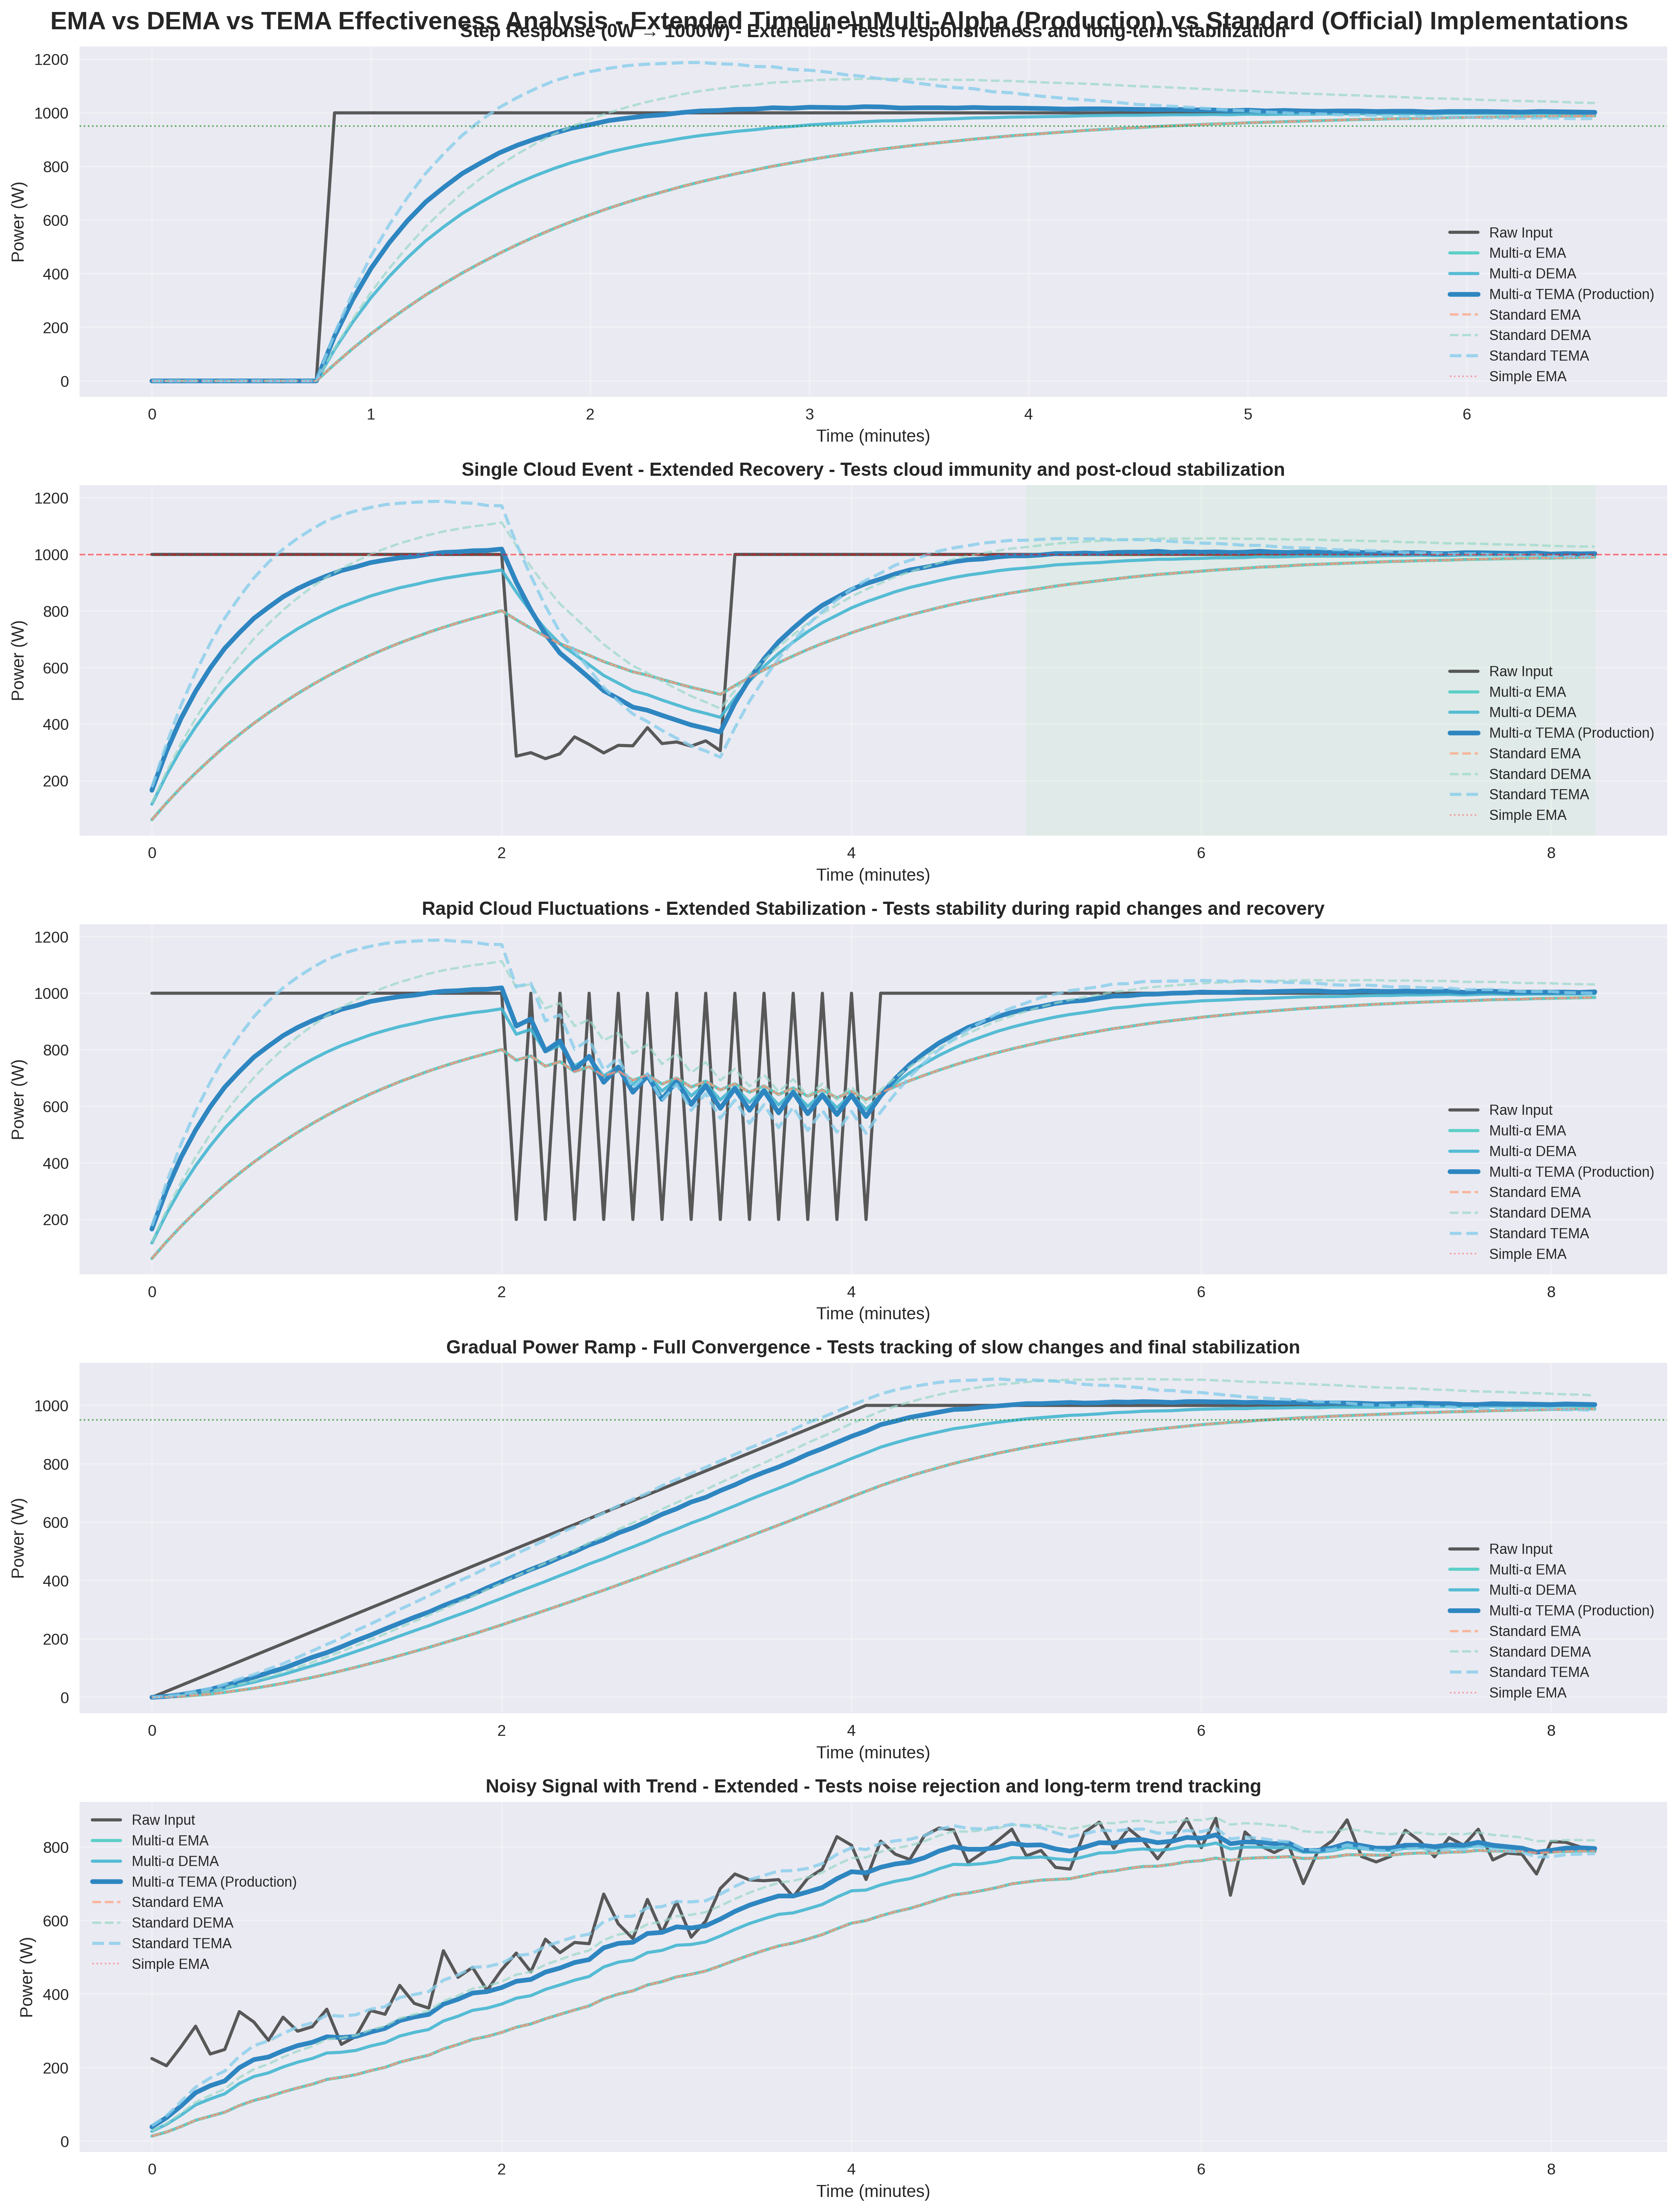 EMA vs DEMA vs TEMA Effectiveness Analysis - Extended Timeline\nMulti-Alpha (Production) vs Standard (Official) Implementations
Step Response (0W → 1000W) - Extended - Tests responsiveness and long-term stabilization
1200
1000
800
600
400
200
0
Power (W)
Raw Input
Multi-α EMA
Multi-α DEMA
Multi-α TEMA (Production)
Standard EMA
Standard DEMA
Standard TEMA
Simple EMA
0 1 2 3 4 5 6
Time (minutes)
Single Cloud Event - Extended Recovery - Tests cloud immunity and post-cloud stabilization
1200
1000
800
600
400
200
Power (W)
Raw Input
Multi-α EMA
Multi-α DEMA
Multi-α TEMA (Production)
Standard EMA
Standard DEMA
Standard TEMA
Simple EMA
0 2 4 6 8
Time (minutes)
Rapid Cloud Fluctuations - Extended Stabilization - Tests stability during rapid changes and recovery
1200
1000
800
600
400
200
Power (W)
Raw Input
Multi-α EMA
Multi-α DEMA
Multi-α TEMA (Production)
Standard EMA
Standard DEMA
Standard TEMA
Simple EMA
0 2 4 6 8
Time (minutes)
Gradual Power Ramp - Full Convergence - Tests tracking of slow changes and final stabilization
1000
800
600
400
200
0
Power (W)
Raw Input
Multi-α EMA
Multi-α DEMA
Multi-α TEMA (Production)
Standard EMA
Standard DEMA
Standard TEMA
Simple EMA
0 2 4 6 8
Time (minutes)
Noisy Signal with Trend - Extended - Tests noise rejection and long-term trend tracking
800
600
400
200
0
Power (W)
Raw Input
Multi-α EMA
Multi-α DEMA
Multi-α TEMA (Production)
Standard EMA
Standard DEMA
Standard TEMA
Simple EMA
0 2 4 6 8
Time (minutes)